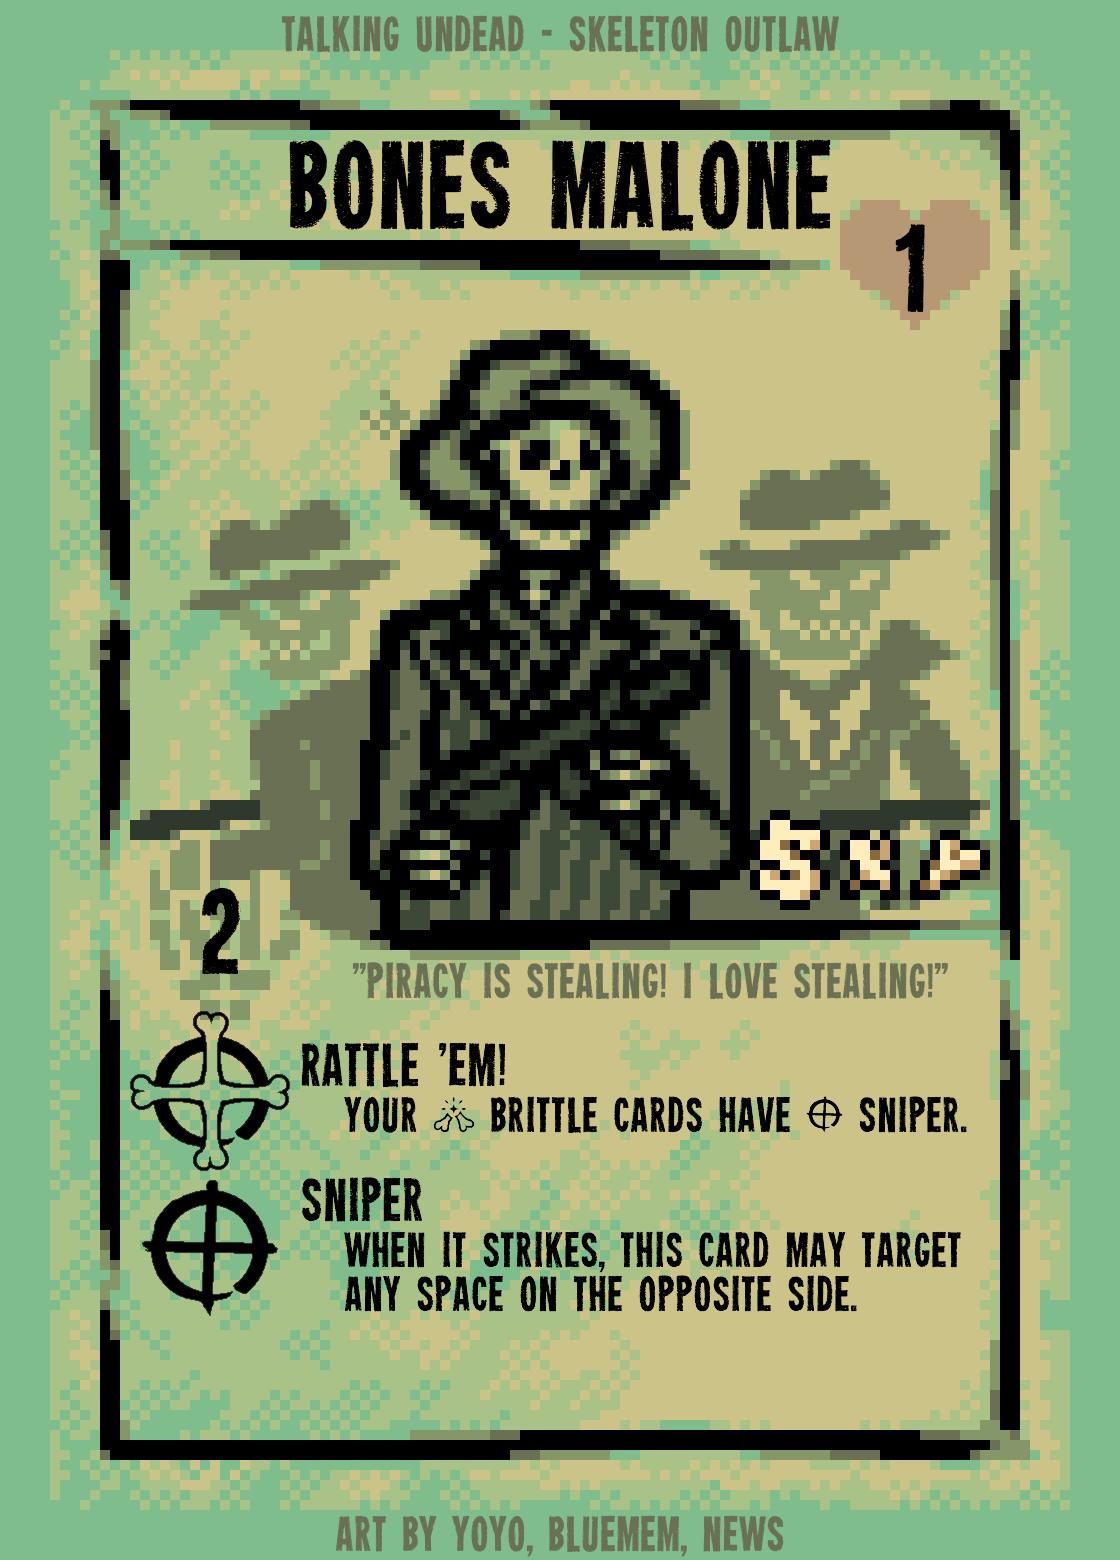 TALKING UNDEAD - SKELETON OUTLAW
BONES MALONE
1
SNP
2
"PIRACY IS STEALING! I LOVE STEALING!"
RATTLE 'EM!
YOUR BRITTLE CARDS HAVE SNIPER.
SNIPER
WHEN IT STRIKES, THIS CARD MAY TARGET
ANY SPACE ON THE OPPOSITE SIDE.
ART BY YOYO, BLUEMEM, NEWS